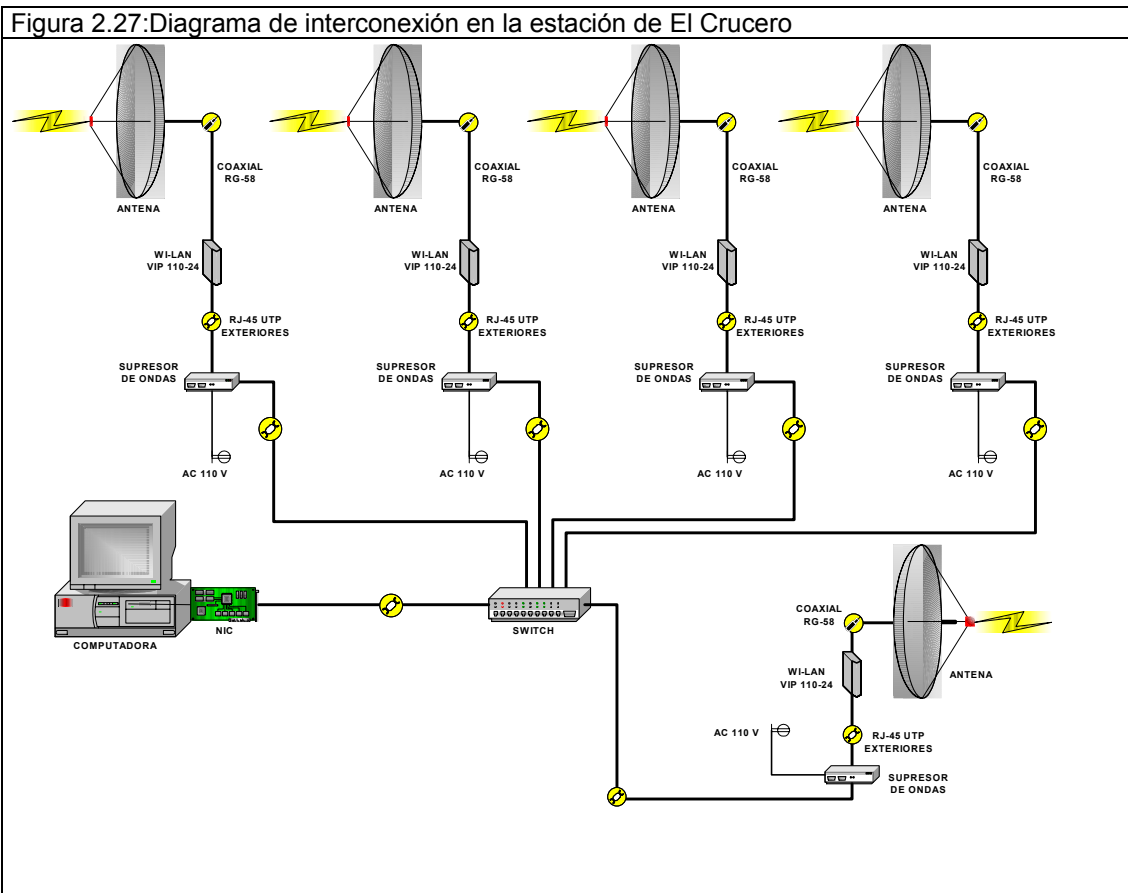 Figura 2.27:Diagrama de interconexión en la estación de El Crucero
COAXIAL
RG-58
ANTENA
WI-LAN
VIP 110-24
RJ-45 UTP
EXTERIORES
SUPRESOR
DE ONDAS
AC 110 V
COAXIAL
RG-58
ANTENA
WI-LAN
VIP 110-24
RJ-45 UTP
EXTERIORES
SUPRESOR
DE ONDAS
AC 110 V
COAXIAL
RG-58
ANTENA
WI-LAN
VIP 110-24
RJ-45 UTP
EXTERIORES
SUPRESOR
DE ONDAS
AC 110 V
COAXIAL
RG-58
ANTENA
WI-LAN
VIP 110-24
RJ-45 UTP
EXTERIORES
SUPRESOR
DE ONDAS
AC 110 V
COMPUTADORA
NIC
SWITCH
COAXIAL
RG-58
ANTENA
WI-LAN
VIP 110-24
AC 110 V
RJ-45 UTP
EXTERIORES
SUPRESOR
DE ONDAS